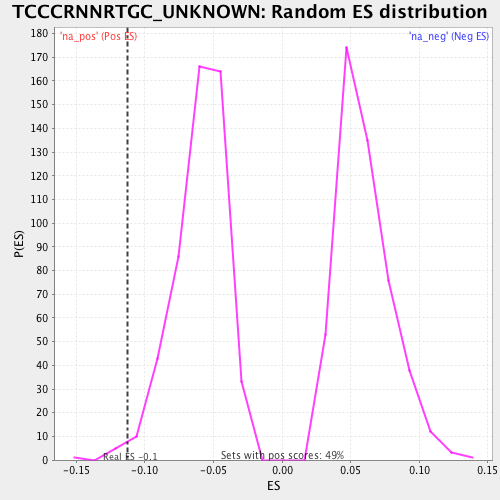 TCCCRNNRTGC_UNKNOWN: Random ES distribution
'na_pos' (Pos ES)
'na_neg' (Neg ES)
180
170
160
150
140
130
120
110
100
90
80
70
60
50
40
30
20
10
0
P(ES)
Real ES -0.1
Sets with pos scores: 49%
-0.15 -0.10 -0.05 0.00 0.05 0.10 0.15
ES